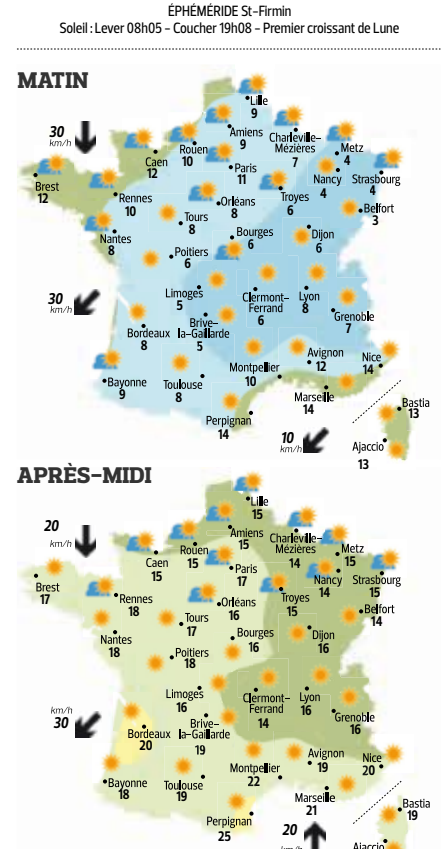 ÉPHÉMÉRIDE St-Firmin
Soleil : Lever 08h05 - Coucher 19h08 - Premier croissant de Lune
MATIN
Lille
9
30
km/h
Amiens
9
Charleville-
Mézières
7
Rouen
10
Metz
4
Caen
12
Paris
11
Nancy
4
Strasbourg
4
Brest
12
Rennes
10
Orléans
8
Troyes
6
Belfort
3
Tours
8
Nantes
8
Bourges
6
Dijon
6
Poitiers
6
30
km/h
Limoges
5
Clermont-
Ferrand
6
Lyon
8
Grenoble
7
Bordeaux
8
Brive-
la-Gaillarde
5
Avignon
12
Nice
14
Montpellier
10
Bayonne
9
Toulouse
8
Marseille
14
Bastia
13
Perpignan
14
10
km/h
Ajaccio
13
APRÈS-MIDI
Lille
15
20
km/h
Amiens
15
Charleville-
Mézières
14
Rouen
15
Metz
15
Caen
15
Paris
17
Nancy
14
Strasbourg
15
Brest
17
Rennes
18
Orléans
16
Troyes
15
Belfort
14
Tours
17
Nantes
18
Bourges
16
Dijon
16
Poitiers
18
Limoges
16
Clermont-
Ferrand
14
Lyon
16
Grenoble
16
km/h
30
Bordeaux
20
Brive-
la-Gaillarde
19
Avignon
19
Nice
20
Montpellier
22
Bayonne
18
Toulouse
19
Marseille
21
Bastia
19
Perpignan
25
20
km/h
Ajaccio